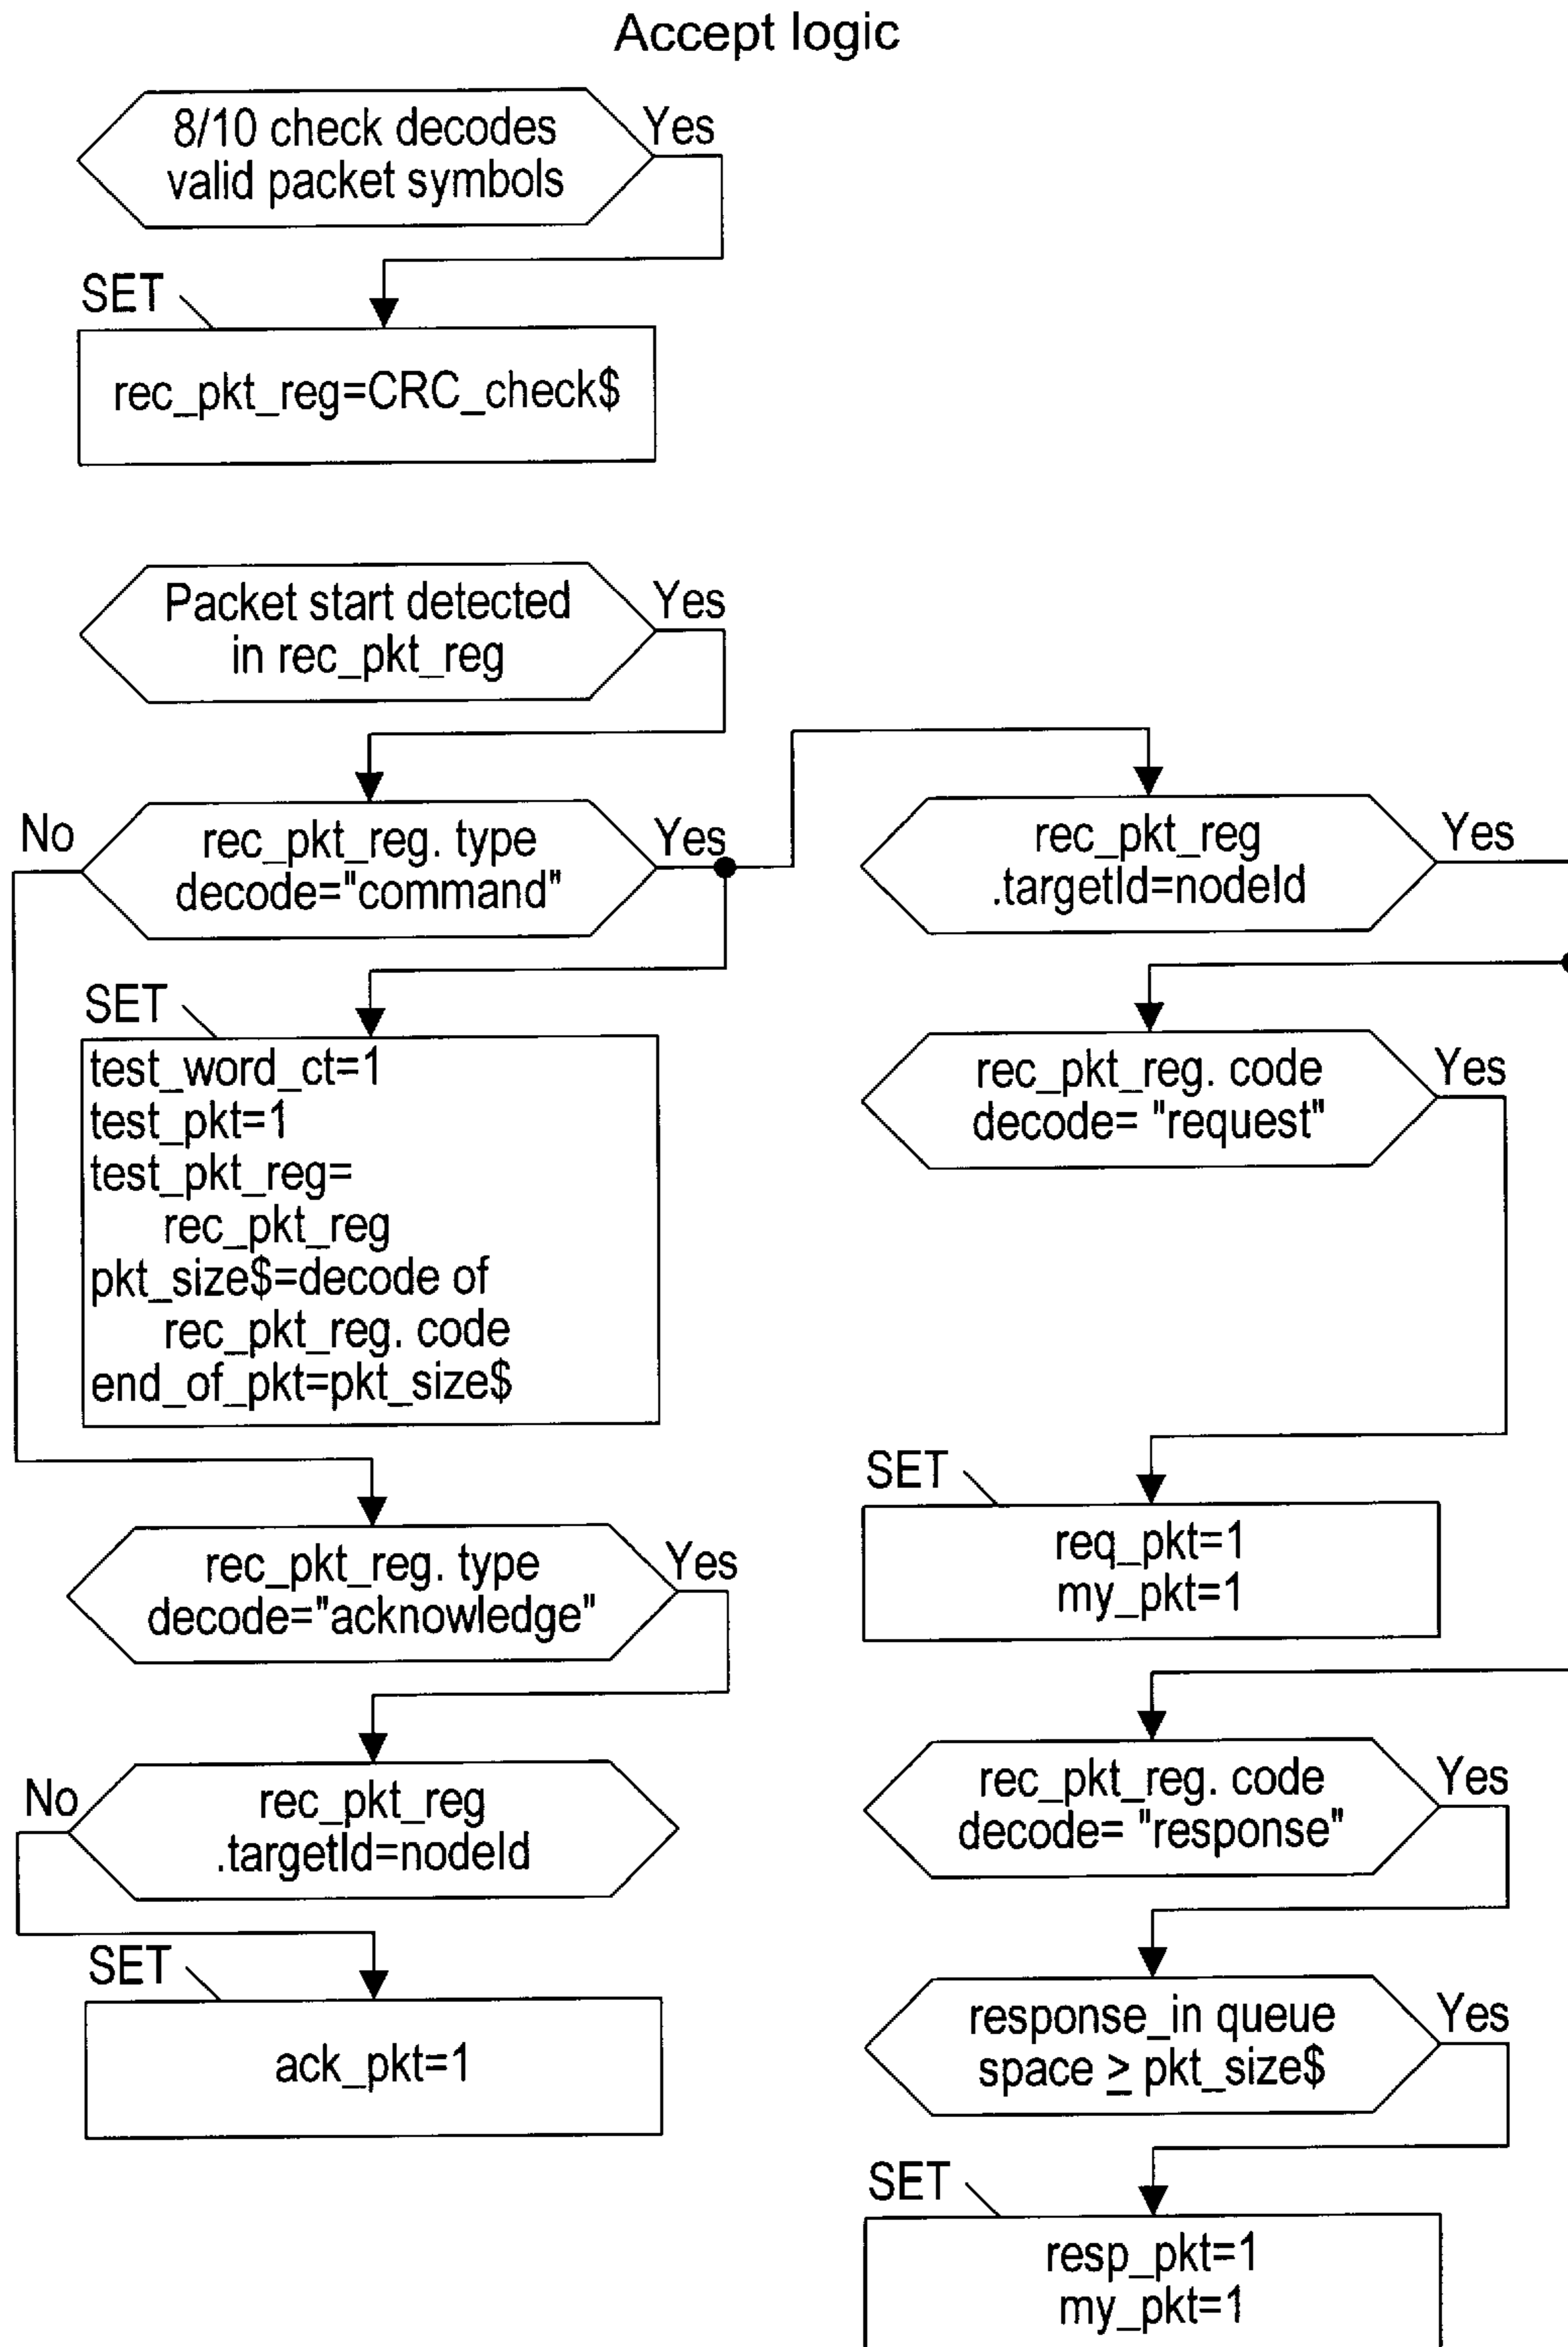 Accept logic
8/10 check decodes
valid packet symbols
Yes
SET
rec_pkt_reg=CRC_check$
Packet start detected
in rec_pkt_reg
Yes
No
rec_pkt_reg. type
decode="command"
Yes
SET
test_word_ct=1
test_pkt=1
test_pkt_reg=
rec_pkt_reg
pkt_size$=decode of
rec_pkt_reg. code
end_of_pkt=pkt_size$
rec_pkt_reg. type
decode="acknowledge"
Yes
No
rec_pkt_reg
.targetId=nodeId
SET
ack_pkt=1
rec_pkt_reg
.targetId=nodeId
Yes
rec_pkt_reg. code
decode= "request"
Yes
SET
req_pkt=1
my_pkt=1
rec_pkt_reg. code
decode= "response"
Yes
response_in queue
space ≥ pkt_size$
Yes
SET
resp_pkt=1
my_pkt=1